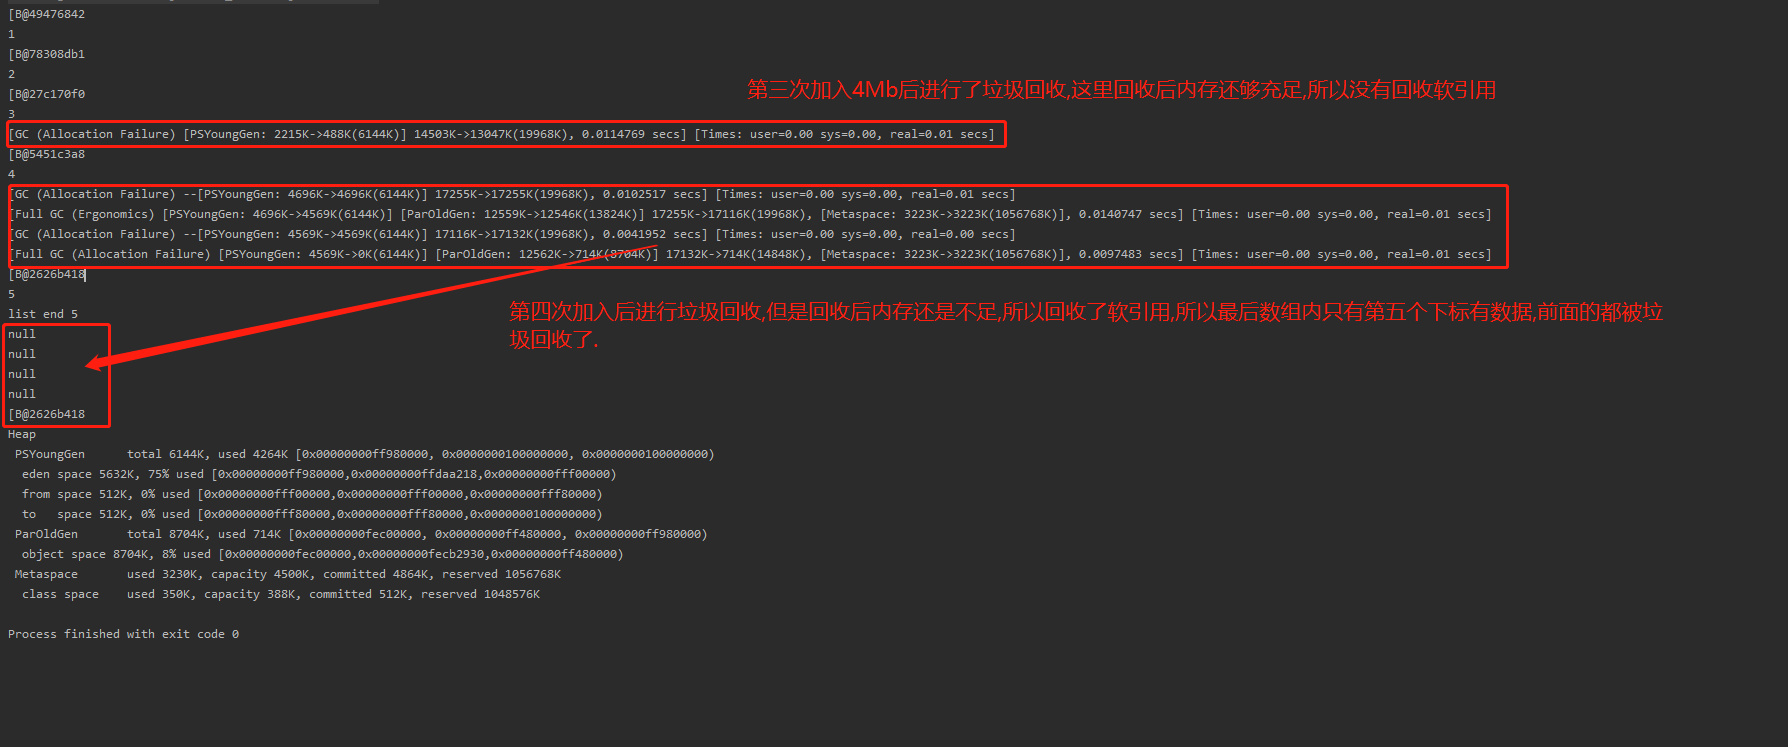 [B@49476842
1
[B@78308db1
2
[B@27c170f0
第三次加入4Mb后进行了垃圾回收,这里回收后内存还够充足,所以没有回收软引用
3
[GC (Allocation Failure) [PSYoungGen: 2215K->488K(6144K)] 14503K->13047K(19968K), 0.0114769 secs] [Times: user=0.00 sys=0.00, real=0.01 secs]
[B@5451c3a8
4
[GC (Allocation Failure) --[PSYoungGen: 4696K->4696K(6144K)] 17255K->17255K(19968K), 0.0102517 secs] [Times: user=0.00 sys=0.00, real=0.01 secs]
[Full GC (Ergonomics) [PSYoungGen: 4696K->4569K(6144K)] [ParOldGen: 12559K->12546K(13824K)] 17255K->17116K(19968K), [Metaspace: 3223K->3223K(1056768K)], 0.0140747 secs] [Times: user=0.00 sys=0.00, real=0.01 secs]
[GC (Allocation Failure) --[PSYoungGen: 4569K->4569K(6144K)] 17116K->17132K(19968K), 0.0041952 secs] [Times: user=0.00 sys=0.00, real=0.01 secs]
[Full GC (Allocation Failure) [PSYoungGen: 4569K->0K(6144K)] [ParOldGen: 12562K->714K(8704K)] 17132K->714K(14848K), [Metaspace: 3223K->3223K(1056768K)], 0.0097483 secs] [Times: user=0.00 sys=0.00, real=0.01 secs]
[B@2626b418
5
list end 5
第四次加入后进行垃圾回收,但是回收后内存还是不足,所以回收了软引用,所以最后数组内只有第五个下标有数据,前面的都被垃
圾回收了.
null
null
null
null
[B@2626b418
Heap
PSYoungGen total 6144K, used 4264K [0x00000000ff980000, 0x0000000100000000, 0x0000000100000000)
eden space 5632K, 75% used [0x00000000ff980000,0x00000000ffdaa218,0x00000000fff00000)
from space 512K, 0% used [0x00000000fff00000,0x00000000fff00000,0x00000000fff80000)
to space 512K, 0% used [0x00000000fff80000,0x00000000fff80000,0x0000000100000000)
ParOldGen total 8704K, used 714K [0x00000000fec00000, 0x00000000ff480000, 0x00000000ff980000)
object space 8704K, 8% used [0x00000000fec00000,0x00000000fecb2930,0x00000000ff480000)
Metaspace used 3230K, capacity 4500K, committed 4864K, reserved 1056768K
class space used 350K, capacity 388K, committed 512K, reserved 1048576K
Process finished with exit code 0